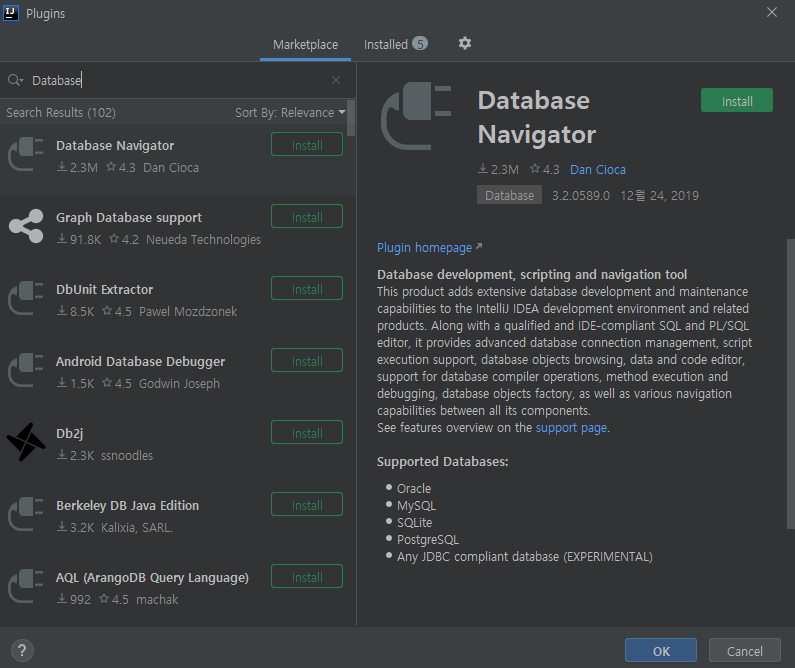 IJ Plugins
Marketplace Installed 5
Database
Search Results (102) Sort By: Relevance
Database Navigator Install
2.3M 4.3 Dan Cioca
Graph Database support Install
91.8K 4.2 Neueda Technologies
DbUnit Extractor Install
8.5K 4.5 Pawel Mozdzonek
Android Database Debugger Install
1.5K 4.5 Godwin Joseph
Db2j Install
2.3K ssnoodles
Berkeley DB Java Edition Install
3.2K Kalixia, SARL.
AQL (ArangoDB Query Language) Install
992 4.5 machak
Database Install
Navigator
2.3M 4.3 Dan Cioca
Database 3.2.0589.0 12월 24, 2019
Plugin homepage
Database development, scripting and navigation tool
This product adds extensive database development and maintenance
capabilities to the IntelliJ IDEA development environment and related
products. Along with a qualified and IDE-compliant SQL and PL/SQL
editor, it provides advanced database connection management, script
execution support, database objects browsing, data and code editor,
support for database compiler operations, method execution and
debugging, database objects factory, as well as various navigation
capabilities between all its components.
See features overview on the support page.
Supported Databases:
Oracle
MySQL
SQLite
PostgreSQL
Any JDBC compliant database (EXPERIMENTAL)
? OK Cancel